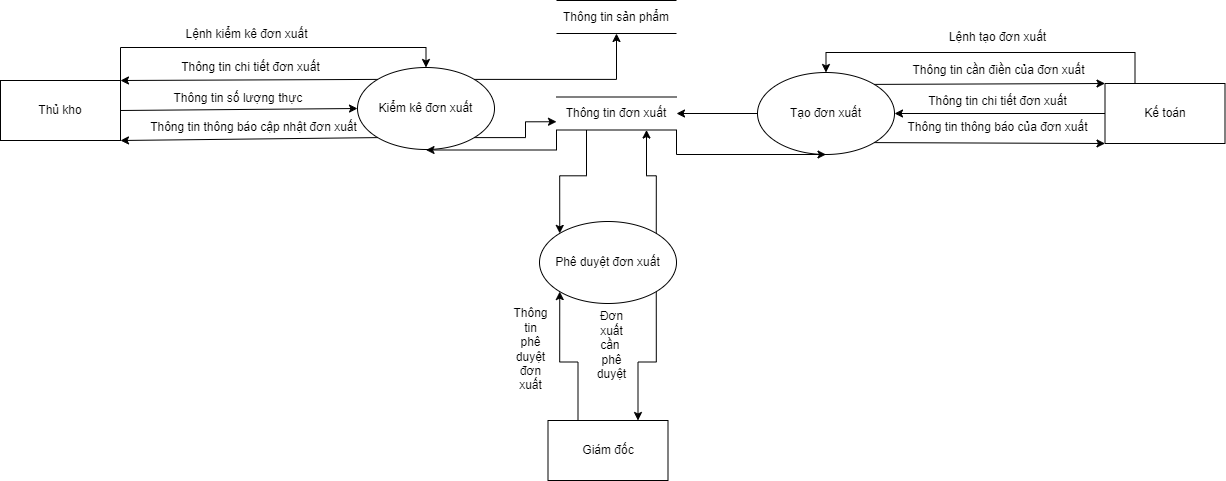 Thông tin sản phẩm
Lệnh kiểm kê đơn xuất
Lệnh tạo đơn xuất
Thông tin chi tiết đơn xuất
Thông tin cần điền của đơn xuất
Thủ kho
Thông tin số lượng thực
Kiểm kê đơn xuất
Thông tin đơn xuất
Tạo đơn xuất
Thông tin chi tiết đơn xuất
Kế toán
Thông tin thông báo cập nhật đơn xuất
Thông tin thông báo của đơn xuất
Phê duyệt đơn xuất
Thông
tin
phê
duyệt
đơn
xuất
Đơn
xuất
cần
phê
duyệt
Giám đốc